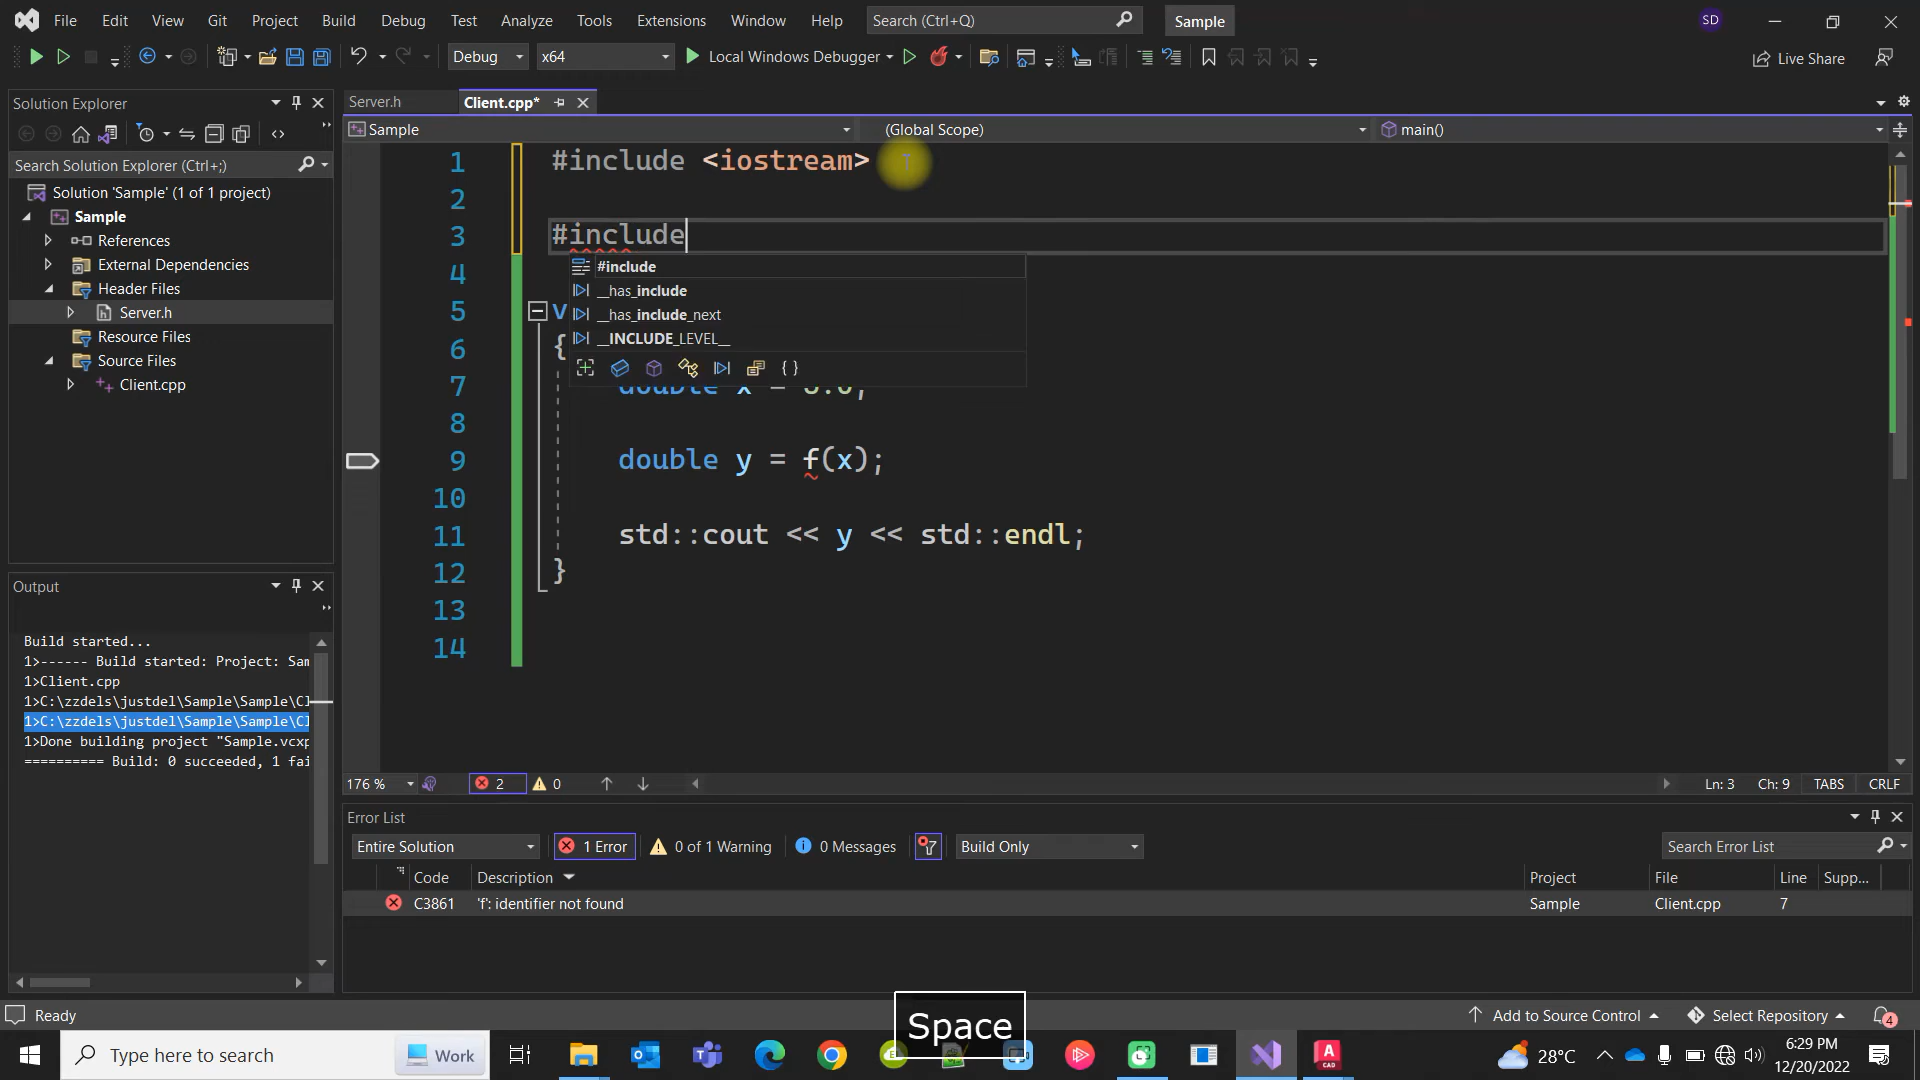 File Edit View Git Project Build Debug Test Analyze Tools Extensions Window Help Search (Ctrl+Q) Sample SD
Debug x64 Local Windows Debugger Live Share
Solution Explorer
Search Solution Explorer (Ctrl+;)
Solution 'Sample' (1 of 1 project)
Sample
References
External Dependencies
Header Files
Server.h
Resource Files
Source Files
Client.cpp
Output
Build started...
1>------ Build started: Project: Sam
1>Client.cpp
1>C:\zzdels\justdel\Sample\Sample\Cl
1>C:\zzdels\justdel\Sample\Sample\Cl
1>Done building project "Sample.vcxp
========== Build: 0 succeeded, 1 fai
Server.h Client.cpp*
Sample (Global Scope) main()
1 #include <iostream>
2
3 #include
#include
__has_include
__has_include_next
__INCLUDE_LEVEL__
4
5
6 {
7 double x =
8
9 double y = f(x);
10
11 std::cout << y << std::endl;
12 }
13
14
176 % 2 0 Ln: 3 Ch: 9 TABS CRLF
Error List
Entire Solution 1 Error 0 of 1 Warning 0 Messages Build Only Search Error List
Code Description Project File Line Supp...
C3861 'f': identifier not found Sample Client.cpp 7
Ready Add to Source Control Select Repository 4
Space
Type here to search Work 28°C 6:29 PM
12/20/2022